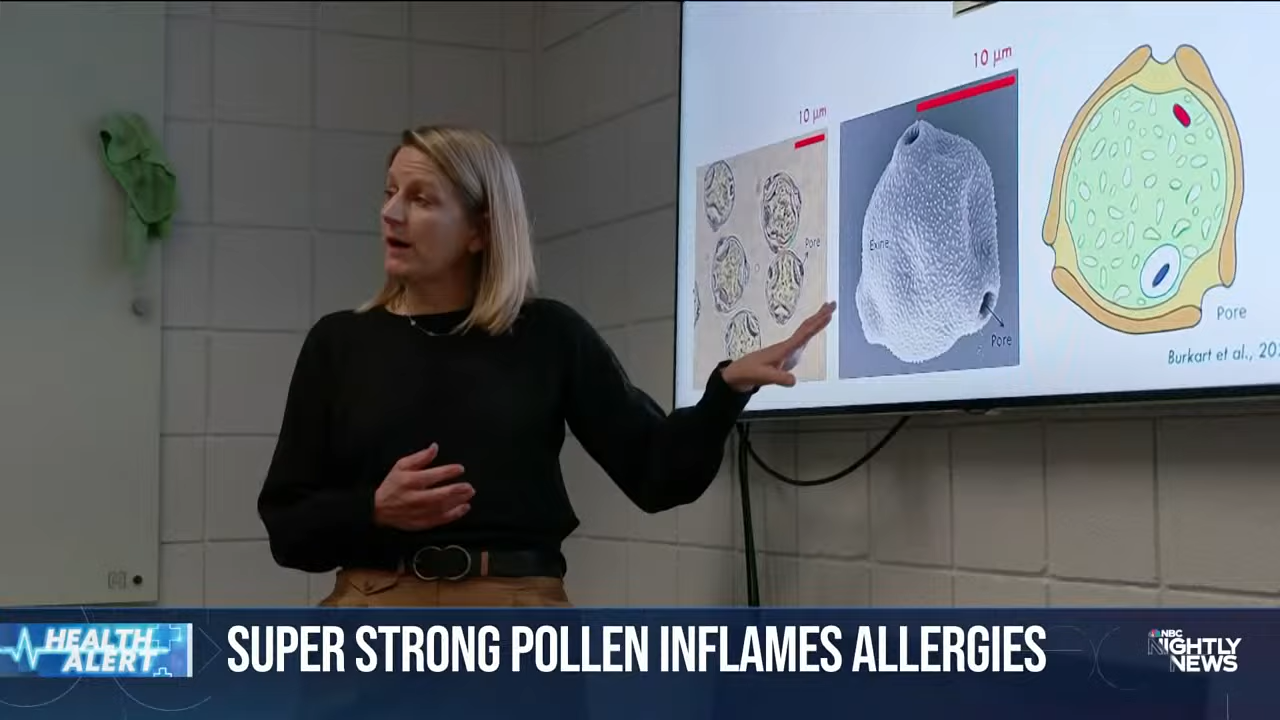 10 μm
10 μm
Pore
Exine
Pore
Pore
Burkart et al., 20
HEALTH
ALERT
SUPER STRONG POLLEN INFLAMES ALLERGIES
NBC
NIGHTLY
NEWS